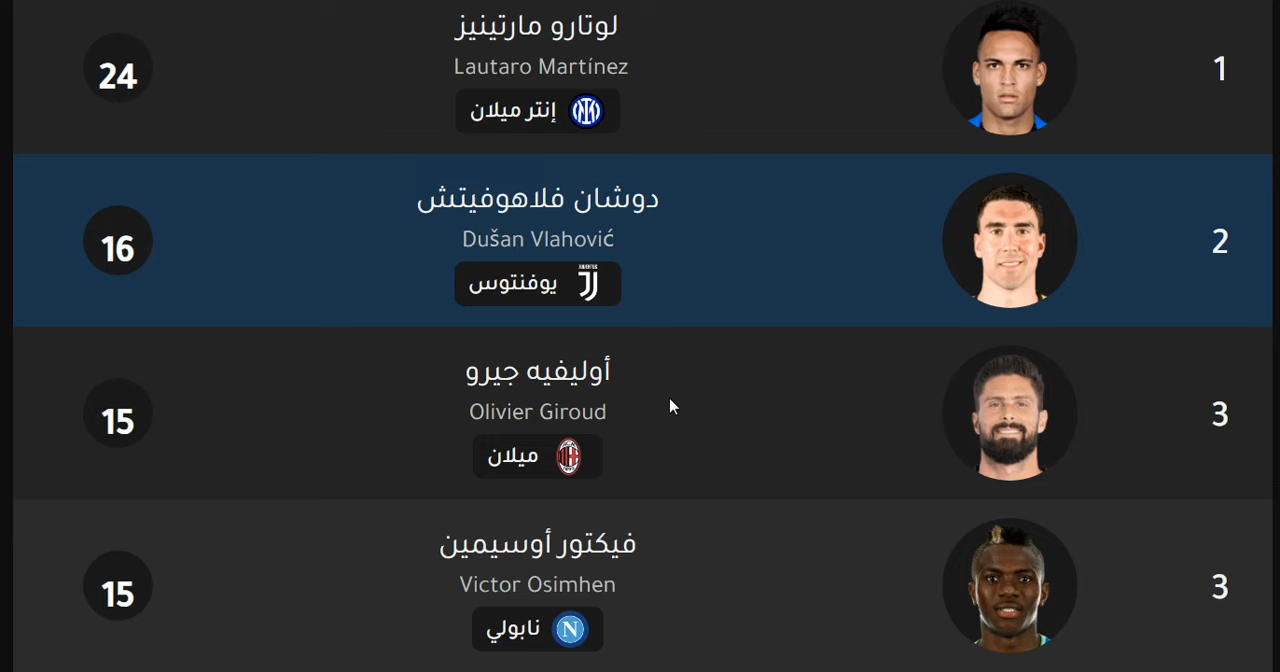 1
لوتارو مارتينيز
Lautaro Martínez
إنتر ميلان
24
2
دوشان فلاهوفيتش
Dušan Vlahović
JUVENTUS
يوفنتوس
16
3
أوليفيه جيرو
Olivier Giroud
ميلان
15
3
فيكتور أوسيمين
Victor Osimhen
N
نابولي
15